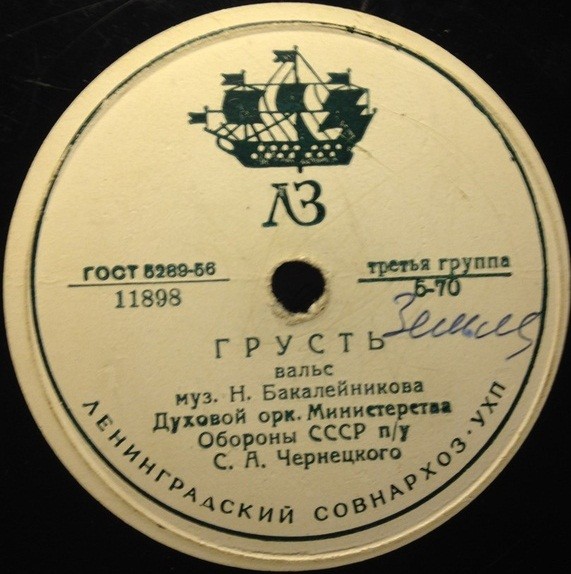 ЛЗ
ГОСТ 5289-56
11898
третья группа
5-70
ГРУСТЬ
вальс
муз. Н. Бакалейникова
Духовой орк. Министерства
Обороны СССР п/у
С. А. Чернецкого
ЛЕНИНГРАДСКИЙ СОВНАРХОЗ·УХП